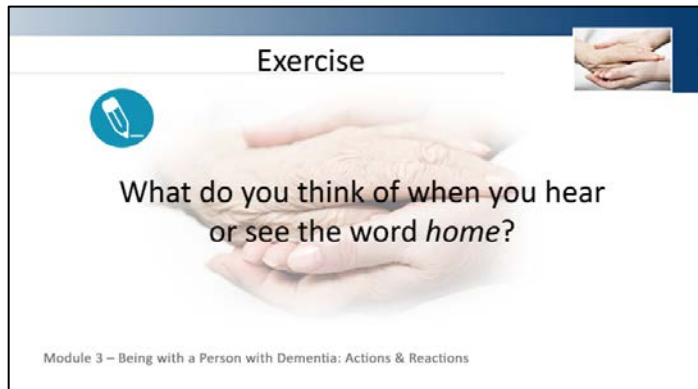 Exercise
What do you think of when you hear
or see the word home?
Module 3 – Being with a Person with Dementia: Actions & Reactions